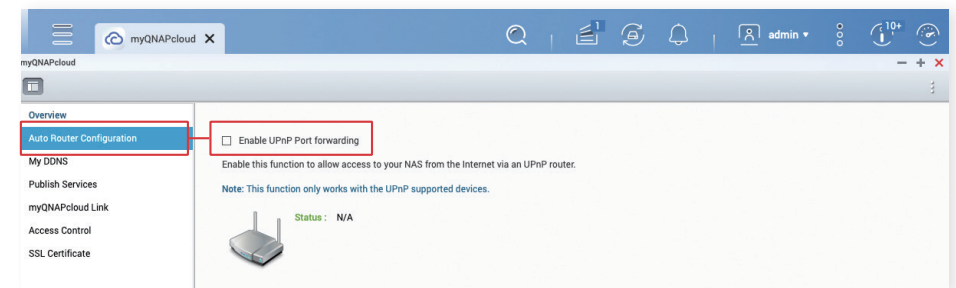 myQNAPcloud
1
admin
10+
myQNAPcloud
Overview
Auto Router Configuration
Enable UPnP Port forwarding
My DDNS
Enable this function to allow access to your NAS from the Internet via an UPnP router.
Publish Services
Note: This function only works with the UPnP supported devices.
myQNAPcloud Link
Status : N/A
Access Control
SSL Certificate